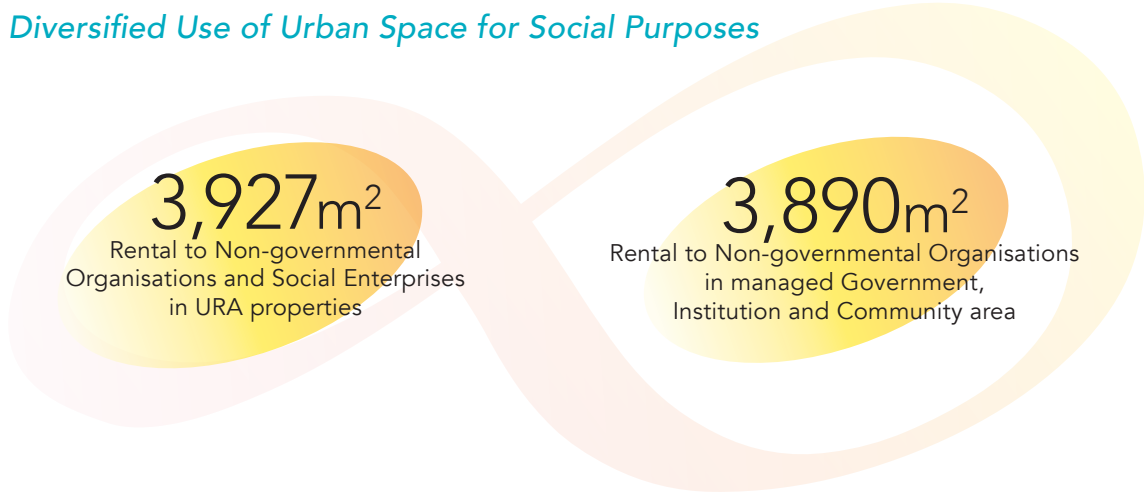 Diversified Use of Urban Space for Social Purposes
3,927m²
Rental to Non-governmental
Organisations and Social Enterprises
in URA properties
3,890m²
Rental to Non-governmental Organisations
in managed Government,
Institution and Community area